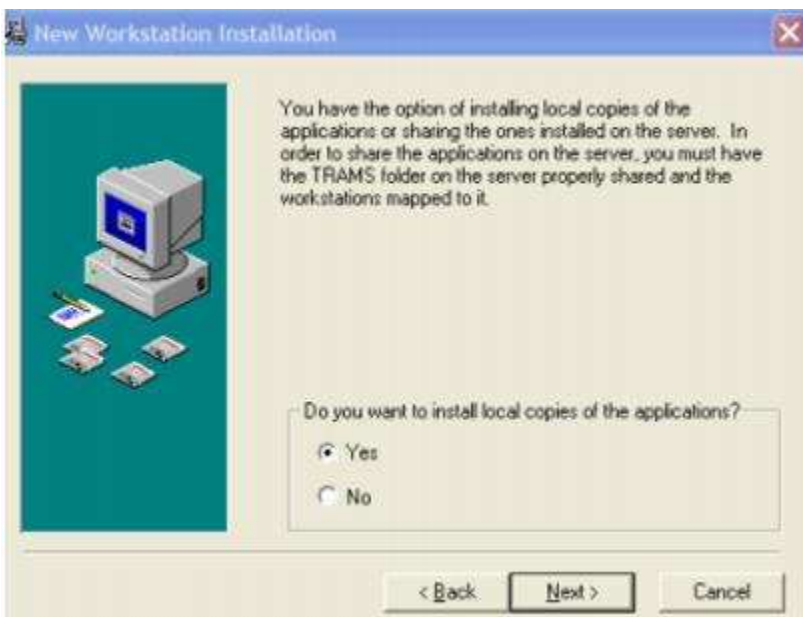 New Workstation Installation
You have the option of installing local copies of the
applications or sharing the ones installed on the server. In
order to share the applications on the server, you must have
the TRAMS folder on the server properly shared and the
workstations mapped to it.
Do you want to install local copies of the applications?
Yes
No
< Back
Next >
Cancel